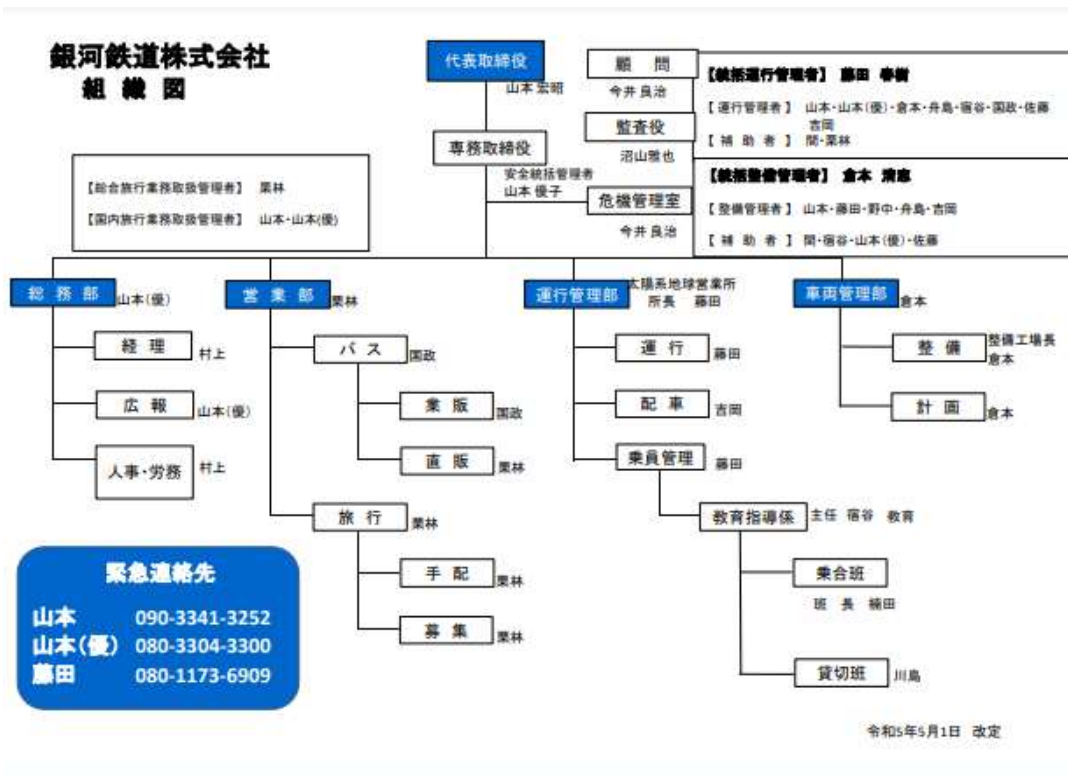 銀河鉄道株式会社
組織図
代表取締役
山本 宏昭
専務取締役
安全統括管理者
山本 優子
顧問
今井 良治
監査役
沼山雅也
危機管理室
今井 良治
【統括運行管理者】 藤田 春樹
【運行管理者】 山本・山本(優)・倉本・舟島・宿谷・国政・佐藤
吉岡
【補助者】 間・栗林
【統括整備管理者】 倉本 清志
【整備管理者】 山本・藤田・野中・舟島・吉岡
【補助者】 間・宿谷・山本(優)・佐藤
【総合旅行業務取扱管理者】 栗林
【国内旅行業務取扱管理者】 山本・山本(優)
総務部 山本(優)
経理 村上
広報 山本(優)
人事・労務 村上
営業部 栗林
バス 国政
業販 国政
直販 栗林
旅行 栗林
手配 栗林
募集 栗林
運行管理部
太陽系地球営業所
所長 藤田
運行 藤田
配車 吉岡
乗員管理 藤田
教育指導係 主任 宿谷 教育
乗合班
班長 楠田
貸切班 川島
車両管理部 倉本
整備
整備工場長
倉本
計画 倉本
緊急連絡先
山本 090-3341-3252
山本(優) 080-3304-3300
藤田 080-1173-6909
令和5年5月1日 改定